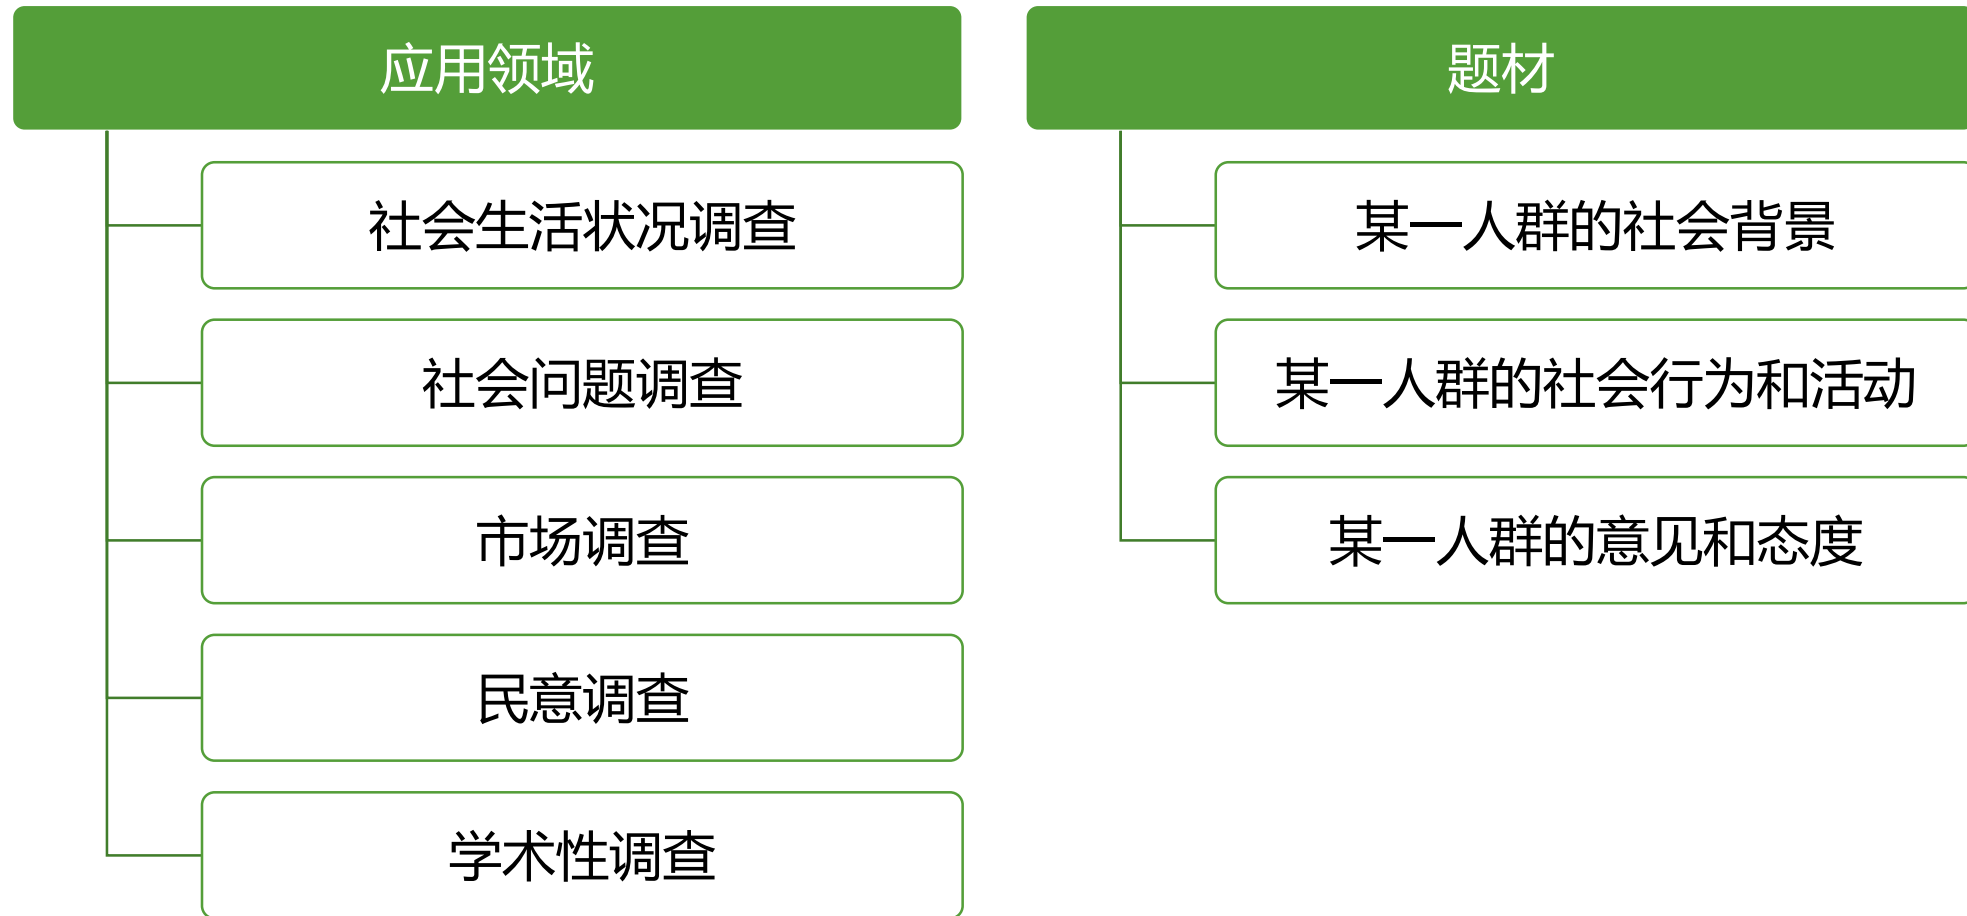 应用领域
社会生活状况调查
社会问题调查
市场调查
民意调查
学术性调查
题材
某一人群的社会背景
某一人群的社会行为和活动
某一人群的意见和态度